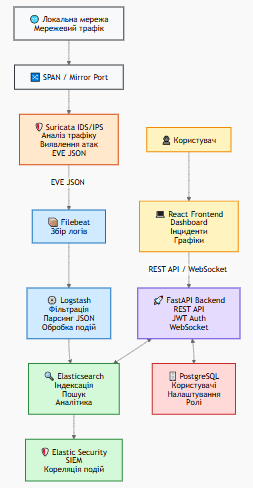 Локальна мережа
Мережевий трафік
SPAN / Mirror Port
Suricata IDS/IPS
Аналіз трафіку
Виявлення атак
EVE JSON
Користувач
EVE JSON
Filebeat
Збір логів
React Frontend
Dashboard
Інциденти
Графіки
REST API / WebSocket
Logstash
Фільтрація
Парсинг JSON
Обробка подій
FastAPI Backend
REST API
JWT Auth
WebSocket
Elasticsearch
Індексація
Пошук
Аналітика
PostgreSQL
Користувачі
Налаштування
Ролі
Elastic Security
SIEM
Кореляція подій